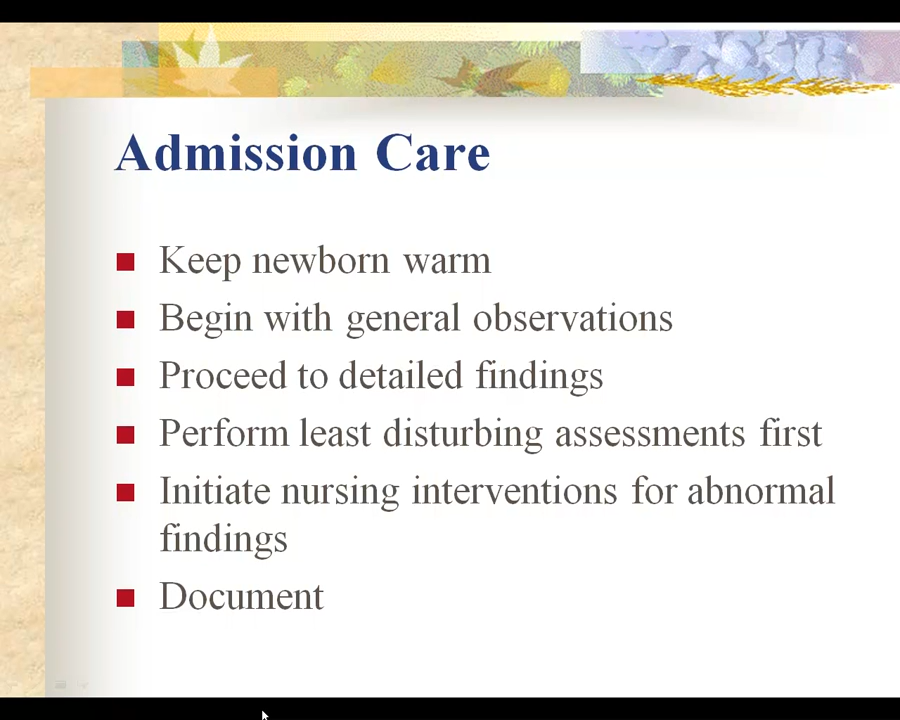 Admission Care
Keep newborn warm
Begin with general observations
Proceed to detailed findings
Perform least disturbing assessments first
Initiate nursing interventions for abnormal
findings
Document